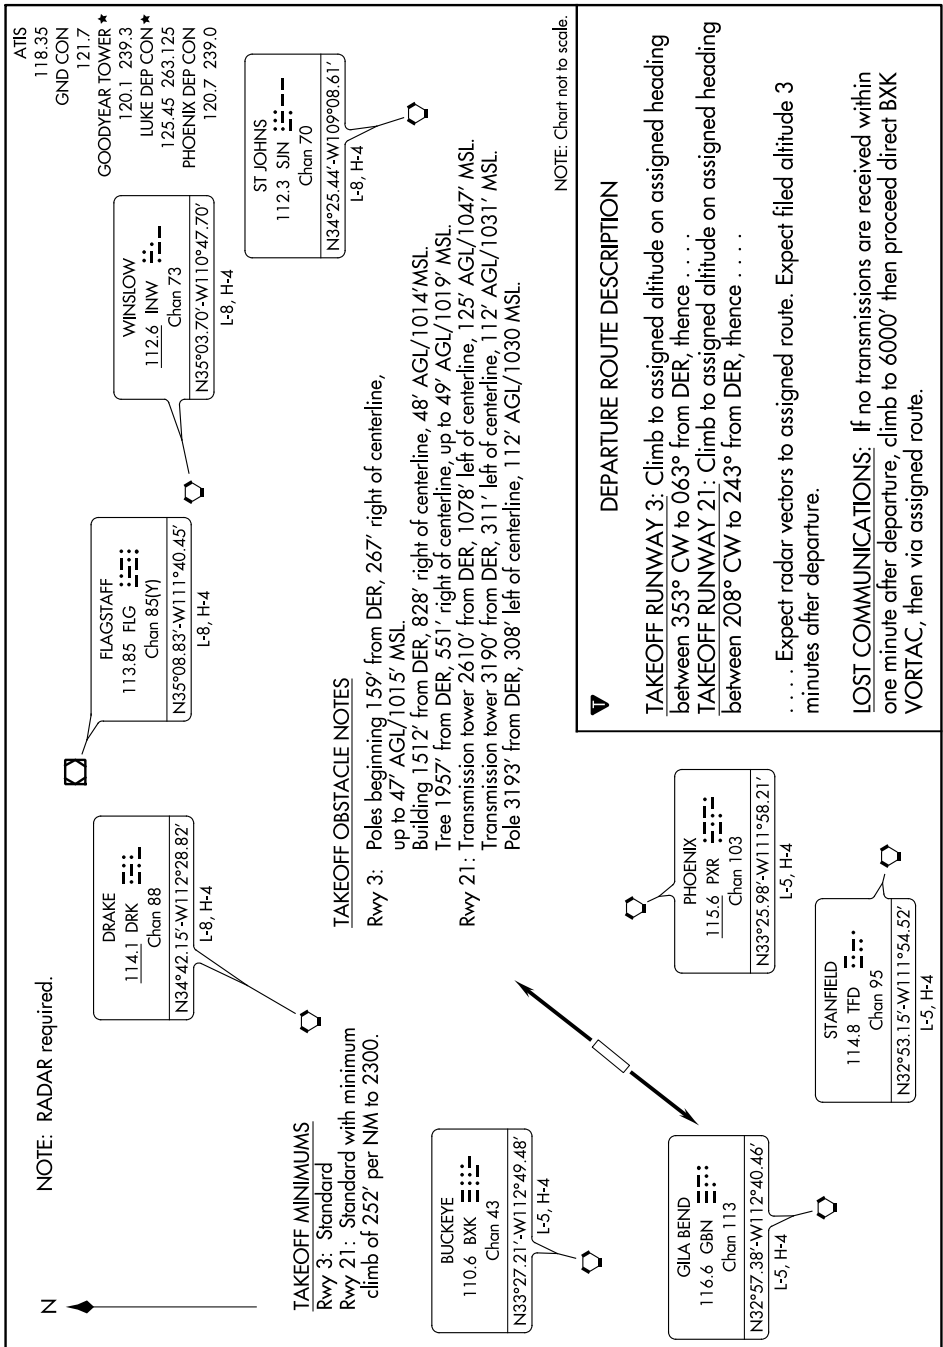 NOTE: RADAR required.
N
ATIS
118.35
GND CON
121.7
GOODYEAR TOWER ★
120.1 239.3
LUKE DEP CON ★
125.45 263.125
PHOENIX DEP CON
120.7 239.0
DRAKE
114.1 DRK
Chan 88
N34°42.15'-W112°28.82'
L-8, H-4
FLAGSTAFF
113.85 FLG
Chan 85(Y)
N35°08.83'-W111°40.45'
L-8, H-4
WINSLOW
112.6 INW
Chan 73
N35°03.70'-W110°47.70'
L-8, H-4
ST JOHNS
112.3 SJN
Chan 70
N34°25.44'-W109°08.61'
L-8, H-4
TAKEOFF MINIMUMS
Rwy 3: Standard
Rwy 21: Standard with minimum
climb of 252' per NM to 2300.
TAKEOFF OBSTACLE NOTES
Rwy 3: Poles beginning 159' from DER, 267' right of centerline,
up to 47' AGL/1015' MSL.
Building 1512' from DER, 828' right of centerline, 48' AGL/1014'MSL.
Tree 1957' from DER, 551' right of centerline, up to 49' AGL/1019' MSL.
Rwy 21: Transmission tower 2610' from DER, 1078' left of centerline, 125' AGL/1047' MSL.
Transmission tower 3190' from DER, 311' left of centerline, 112' AGL/1031' MSL.
Pole 3193' from DER, 308' left of centerline, 112' AGL/1030 MSL.
BUCKEYE
110.6 BXK
Chan 43
N33°27.21'-W112°49.48'
L-5, H-4
GILA BEND
116.6 GBN
Chan 113
N32°57.38'-W112°40.46'
L-5, H-4
PHOENIX
115.6 PXR
Chan 103
N33°25.98'-W111°58.21'
L-5, H-4
STANFIELD
114.8 TFD
Chan 95
N32°53.15'-W111°54.52'
L-5, H-4
NOTE: Chart not to scale.
T
DEPARTURE ROUTE DESCRIPTION
TAKEOFF RUNWAY 3: Climb to assigned altitude on assigned heading
between 353° CW to 063° from DER, thence . . . .
TAKEOFF RUNWAY 21: Climb to assigned altitude on assigned heading
between 208° CW to 243° from DER, thence . . . .
. . . . Expect radar vectors to assigned route. Expect filed altitude 3
minutes after departure.
LOST COMMUNICATIONS: If no transmissions are received within
one minute after departure, climb to 6000' then proceed direct BXK
VORTAC, then via assigned route.